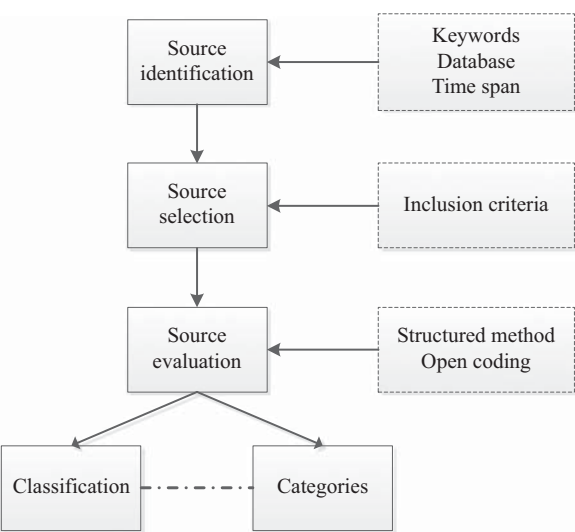 Source
identification
Keywords
Database
Time span
Source
selection
Inclusion criteria
Source
evaluation
Structured method
Open coding
Classification
Categories